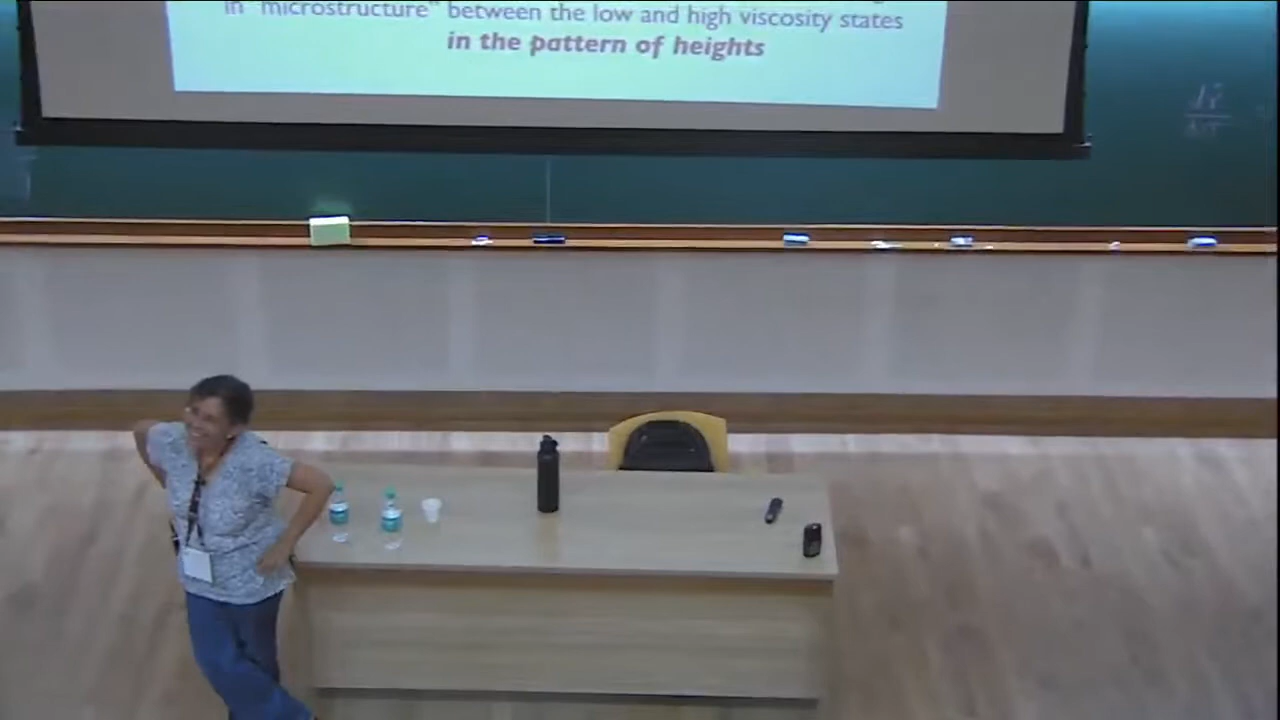 in "microstructure" between the low and high viscosity states
in the pattern of heights